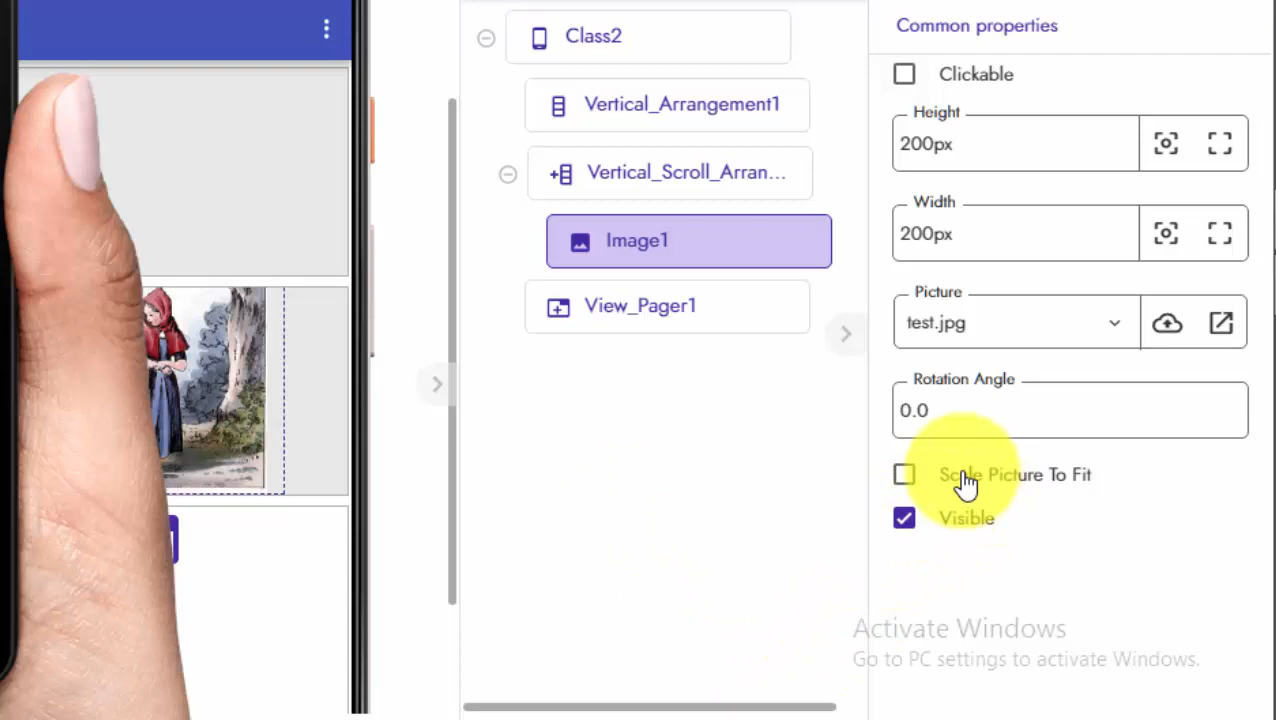 Class2
Vertical_Arrangement1
Vertical_Scroll_Arran...
Image1
View_Pager1
Common properties
Clickable
Height
200px
Width
200px
Picture
test.jpg
Rotation Angle
0.0
Scale Picture To Fit
Visible
Activate Windows
Go to PC settings to activate Windows.